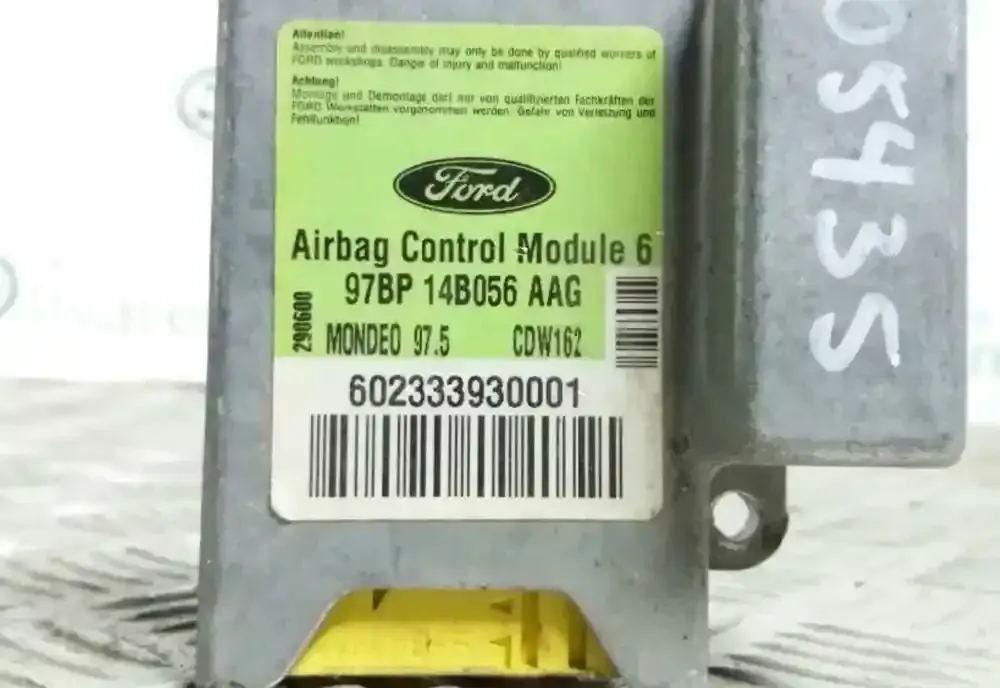 Attention!
Assembly and disassembly may only be done by qualified workers of
FORD workshops. Danger of injury and malfunction!
Achtung!
Montage und Demontage darf nur von qualifizierten Fachkräften der
FORD Werkstätten vorgenommen werden. Gefahr von Verletzung und
Fehlfunktion!
Ford
Airbag Control Module 6
97BP 14B056 AAG
290600
MONDEO 97.5 CDW162
602333930001
05435